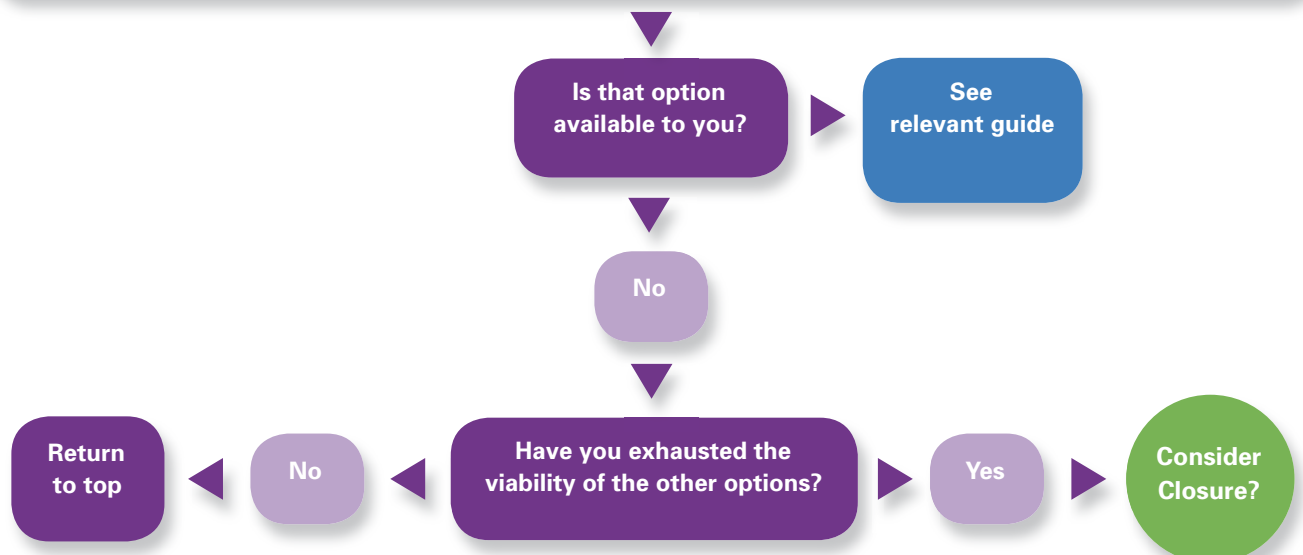 Is that option
available to you?
See
relevant guide
No
Return
to top
No
Have you exhausted the
viability of the other options?
Yes
Consider
Closure?